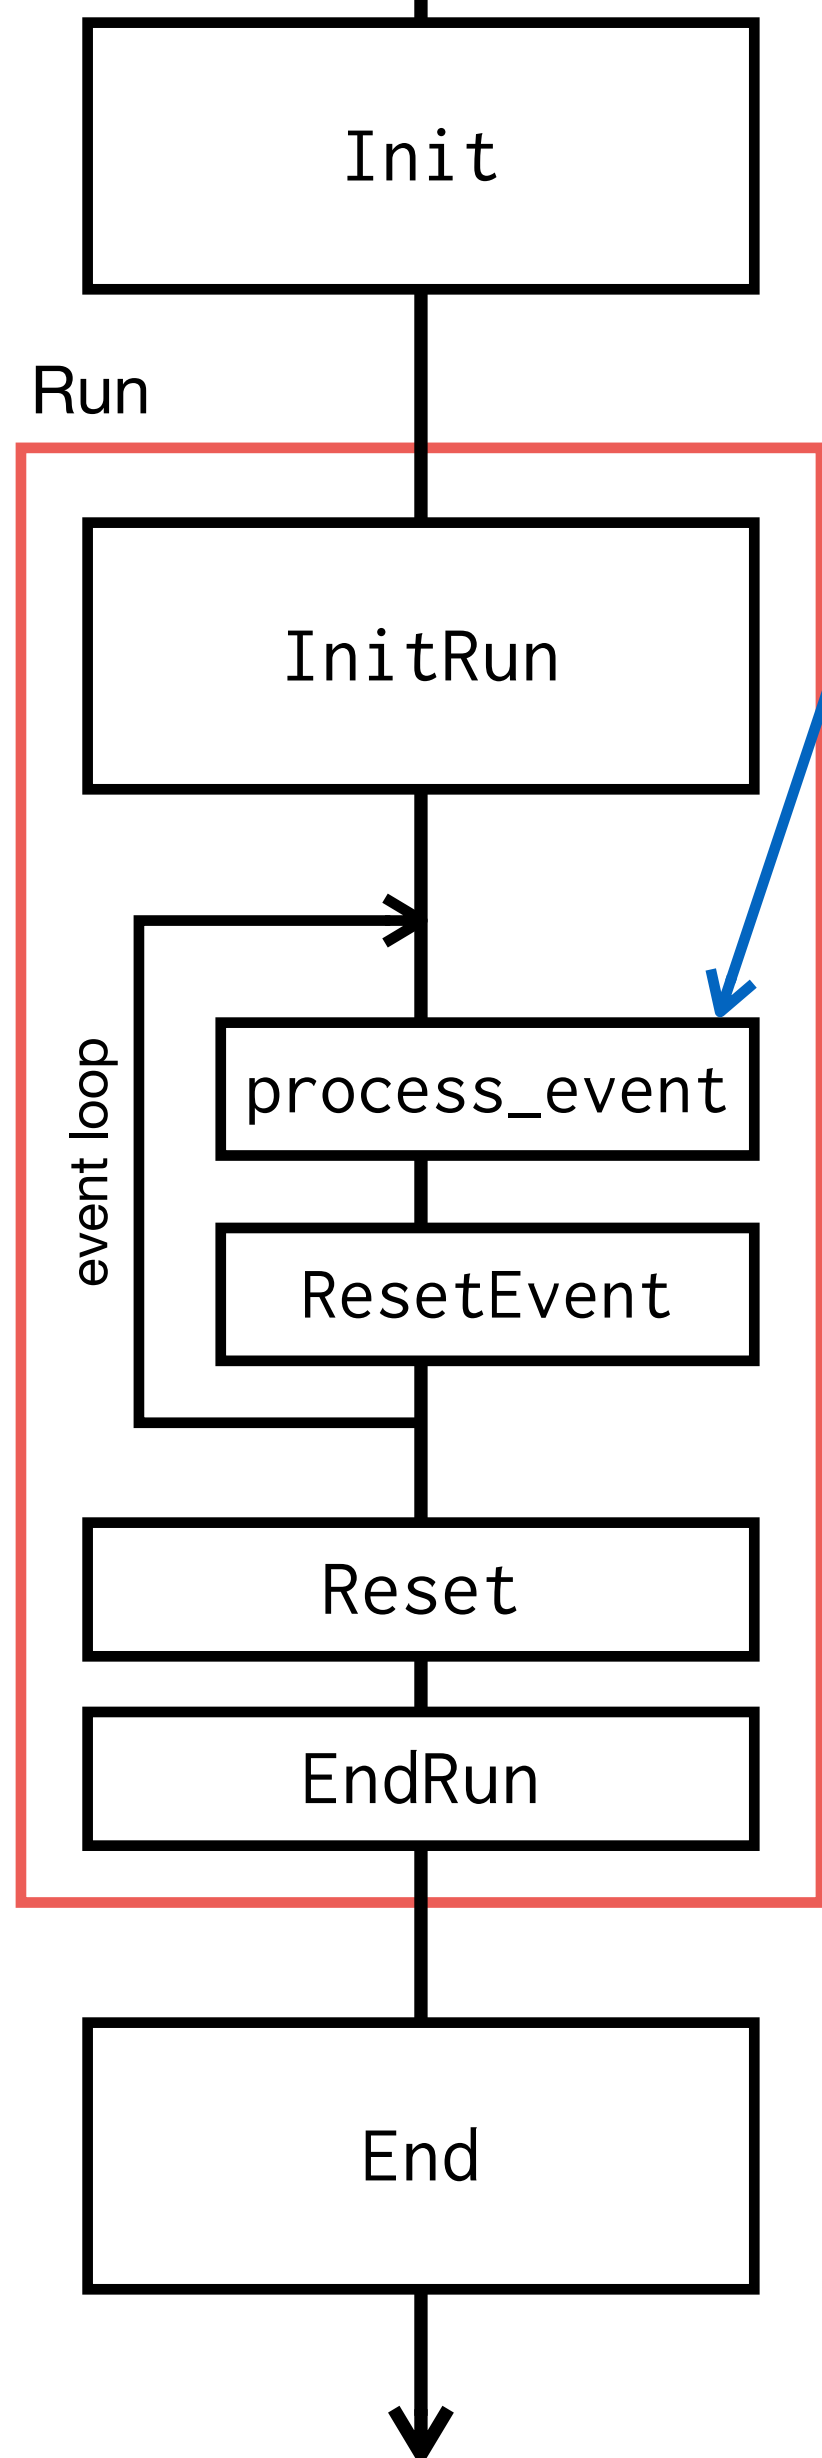 Init
Run
InitRun
event loop
process_event
ResetEvent
Reset
EndRun
End